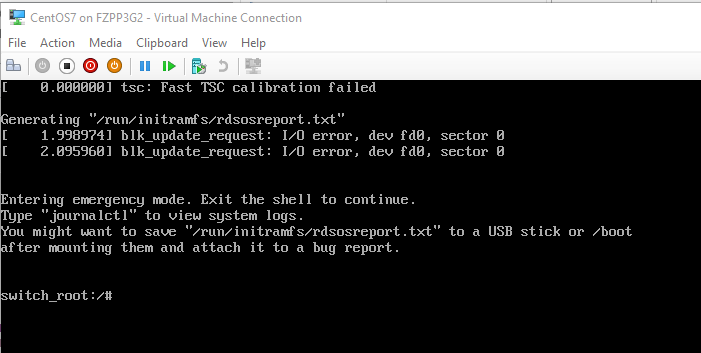 CentOS7 on FZPP3G2 - Virtual Machine Connection
File Action Media Clipboard View Help
[    0.000000] tsc: Fast TSC calibration failed
Generating "/run/initramfs/rdsosreport.txt"
[    1.998974] blk_update_request: I/O error, dev fd0, sector 0
[    2.095960] blk_update_request: I/O error, dev fd0, sector 0
Entering emergency mode. Exit the shell to continue.
Type "journalctl" to view system logs.
You might want to save "/run/initramfs/rdsosreport.txt" to a USB stick or /boot
after mounting them and attach it to a bug report.
switch_root:/#